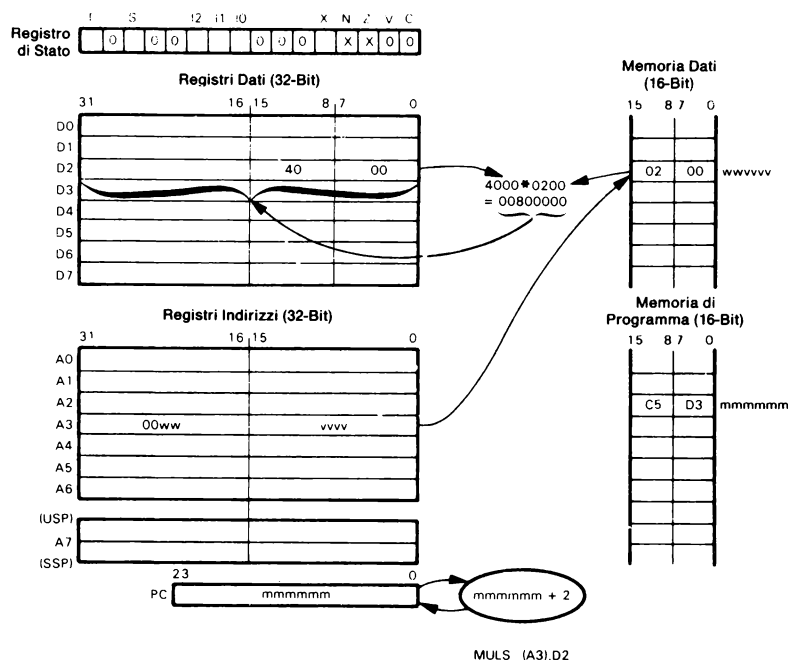 T S I2 I1 I0 X N Z V C
Registro
di Stato
0 0 0 0 0 0 X X 0 0
Registri Dati (32-Bit)
31 16 15 8 7 0
D0
D1
D2 40 00
D3
D4
D5
D6
D7
4000*0200
= 00800000
Memoria Dati
(16-Bit)
15 8 7 0
02 00 wwvvvv
Registri Indirizzi (32-Bit)
31 16 15 0
A0
A1
A2
A3 00ww vvvv
A4
A5
A6
(USP)
A7
(SSP)
23 0
PC mmmmmm
mmmmmm + 2
Memoria di
Programma (16-Bit)
15 8 7 0
C5 D3 mmmmmm
MULS (A3),D2